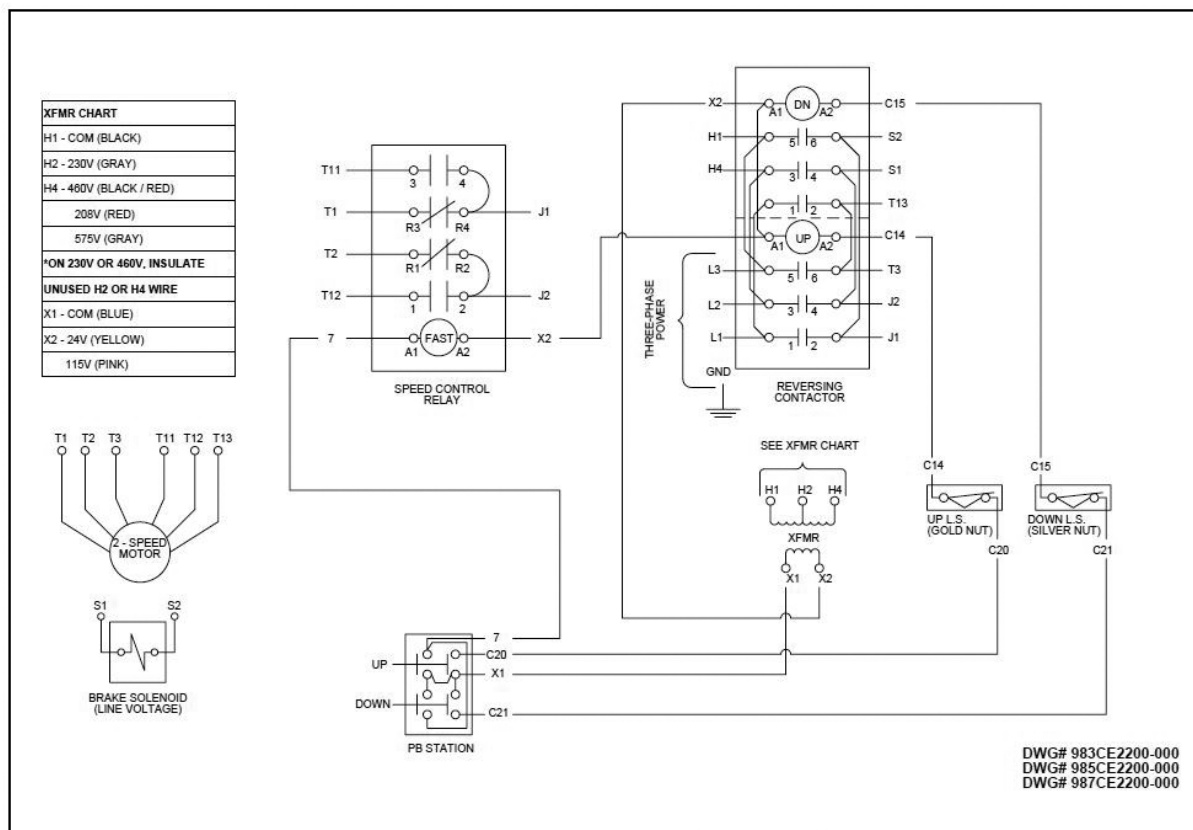 XFMR CHART
H1 - COM (BLACK)
H2 - 230V (GRAY)
H4 - 460V (BLACK / RED)
208V (RED)
575V (GRAY)
*ON 230V OR 460V, INSULATE
UNUSED H2 OR H4 WIRE
X1 - COM (BLUE)
X2 - 24V (YELLOW)
115V (PINK)
T11
3 4
T1
R3 R4
J1
T2
R1 R2
T12
1 2
J2
7
A1 FAST A2
X2
SPEED CONTROL
RELAY
X2
A1 DN A2
C15
H1
5 6
S2
H4
3 4
S1
1 2
T13
A1 UP A2
C14
L3
5 6
T3
L2
3 4
J2
L1
1 2
J1
THREE-PHASE
POWER
GND
REVERSING
CONTACTOR
T1 T2 T3 T11 T12 T13
2 - SPEED
MOTOR
S1 S2
BRAKE SOLENOID
(LINE VOLTAGE)
SEE XFMR CHART
H1 H2 H4
XFMR
X1 X2
C14
UP L.S.
(GOLD NUT)
C20
C15
DOWN L.S.
(SILVER NUT)
C21
7
UP
C20
X1
DOWN
C21
PB STATION
DWG# 983CE2200-000
DWG# 985CE2200-000
DWG# 987CE2200-000